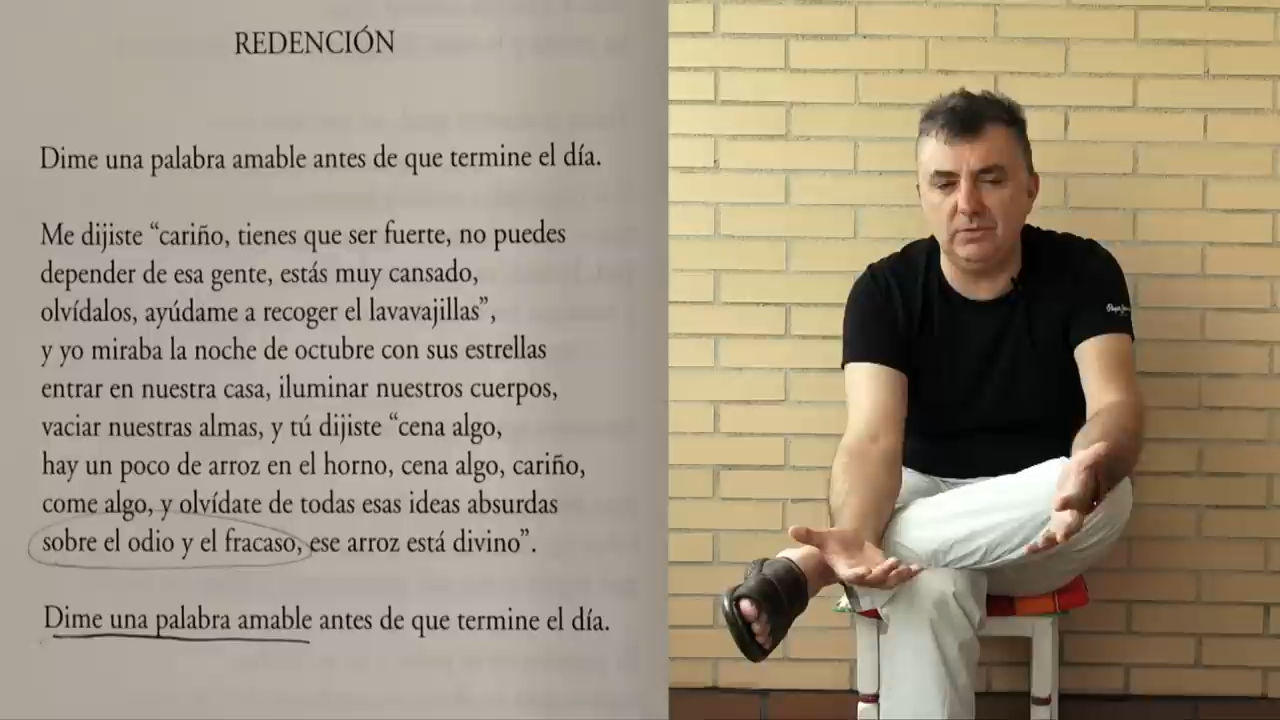 REDENCIÓN
Dime una palabra amable antes de que termine el día.
Me dijiste “cariño, tienes que ser fuerte, no puedes
depender de esa gente, estás muy cansado,
olvídalos, ayúdame a recoger el lavavajillas”,
y yo miraba la noche de octubre con sus estrellas
entrar en nuestra casa, iluminar nuestros cuerpos,
vaciar nuestras almas, y tú dijiste “cena algo,
hay un poco de arroz en el horno, cena algo, cariño,
come algo, y olvídate de todas esas ideas absurdas
sobre el odio y el fracaso, ese arroz está divino”.
Dime una palabra amable antes de que termine el día.